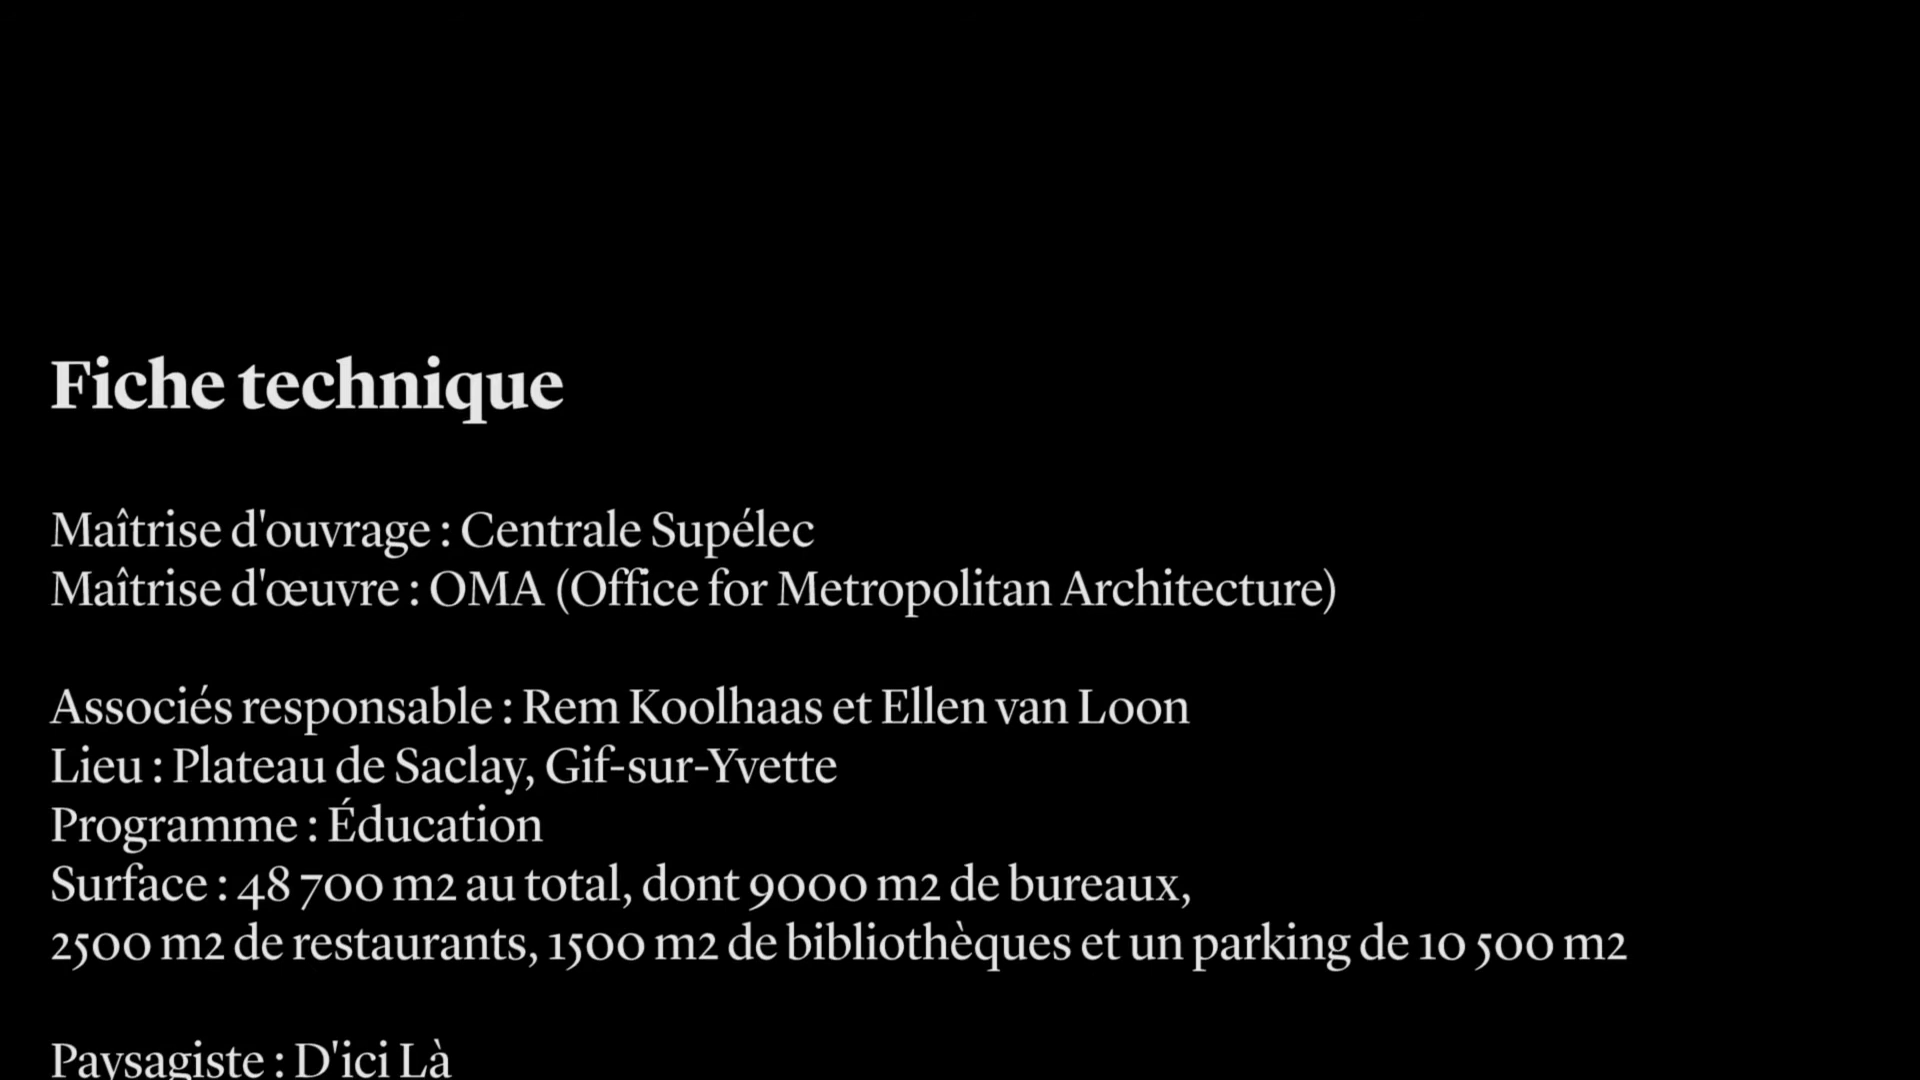 Fiche technique
Maîtrise d'ouvrage : Centrale Supélec
Maîtrise d'œuvre : OMA (Office for Metropolitan Architecture)
Associés responsable : Rem Koolhaas et Ellen van Loon
Lieu : Plateau de Saclay, Gif-sur-Yvette
Programme : Éducation
Surface : 48 700 m2 au total, dont 9000 m2 de bureaux,
2500 m2 de restaurants, 1500 m2 de bibliothèques et un parking de 10 500 m2
Paysagiste : D'ici Là